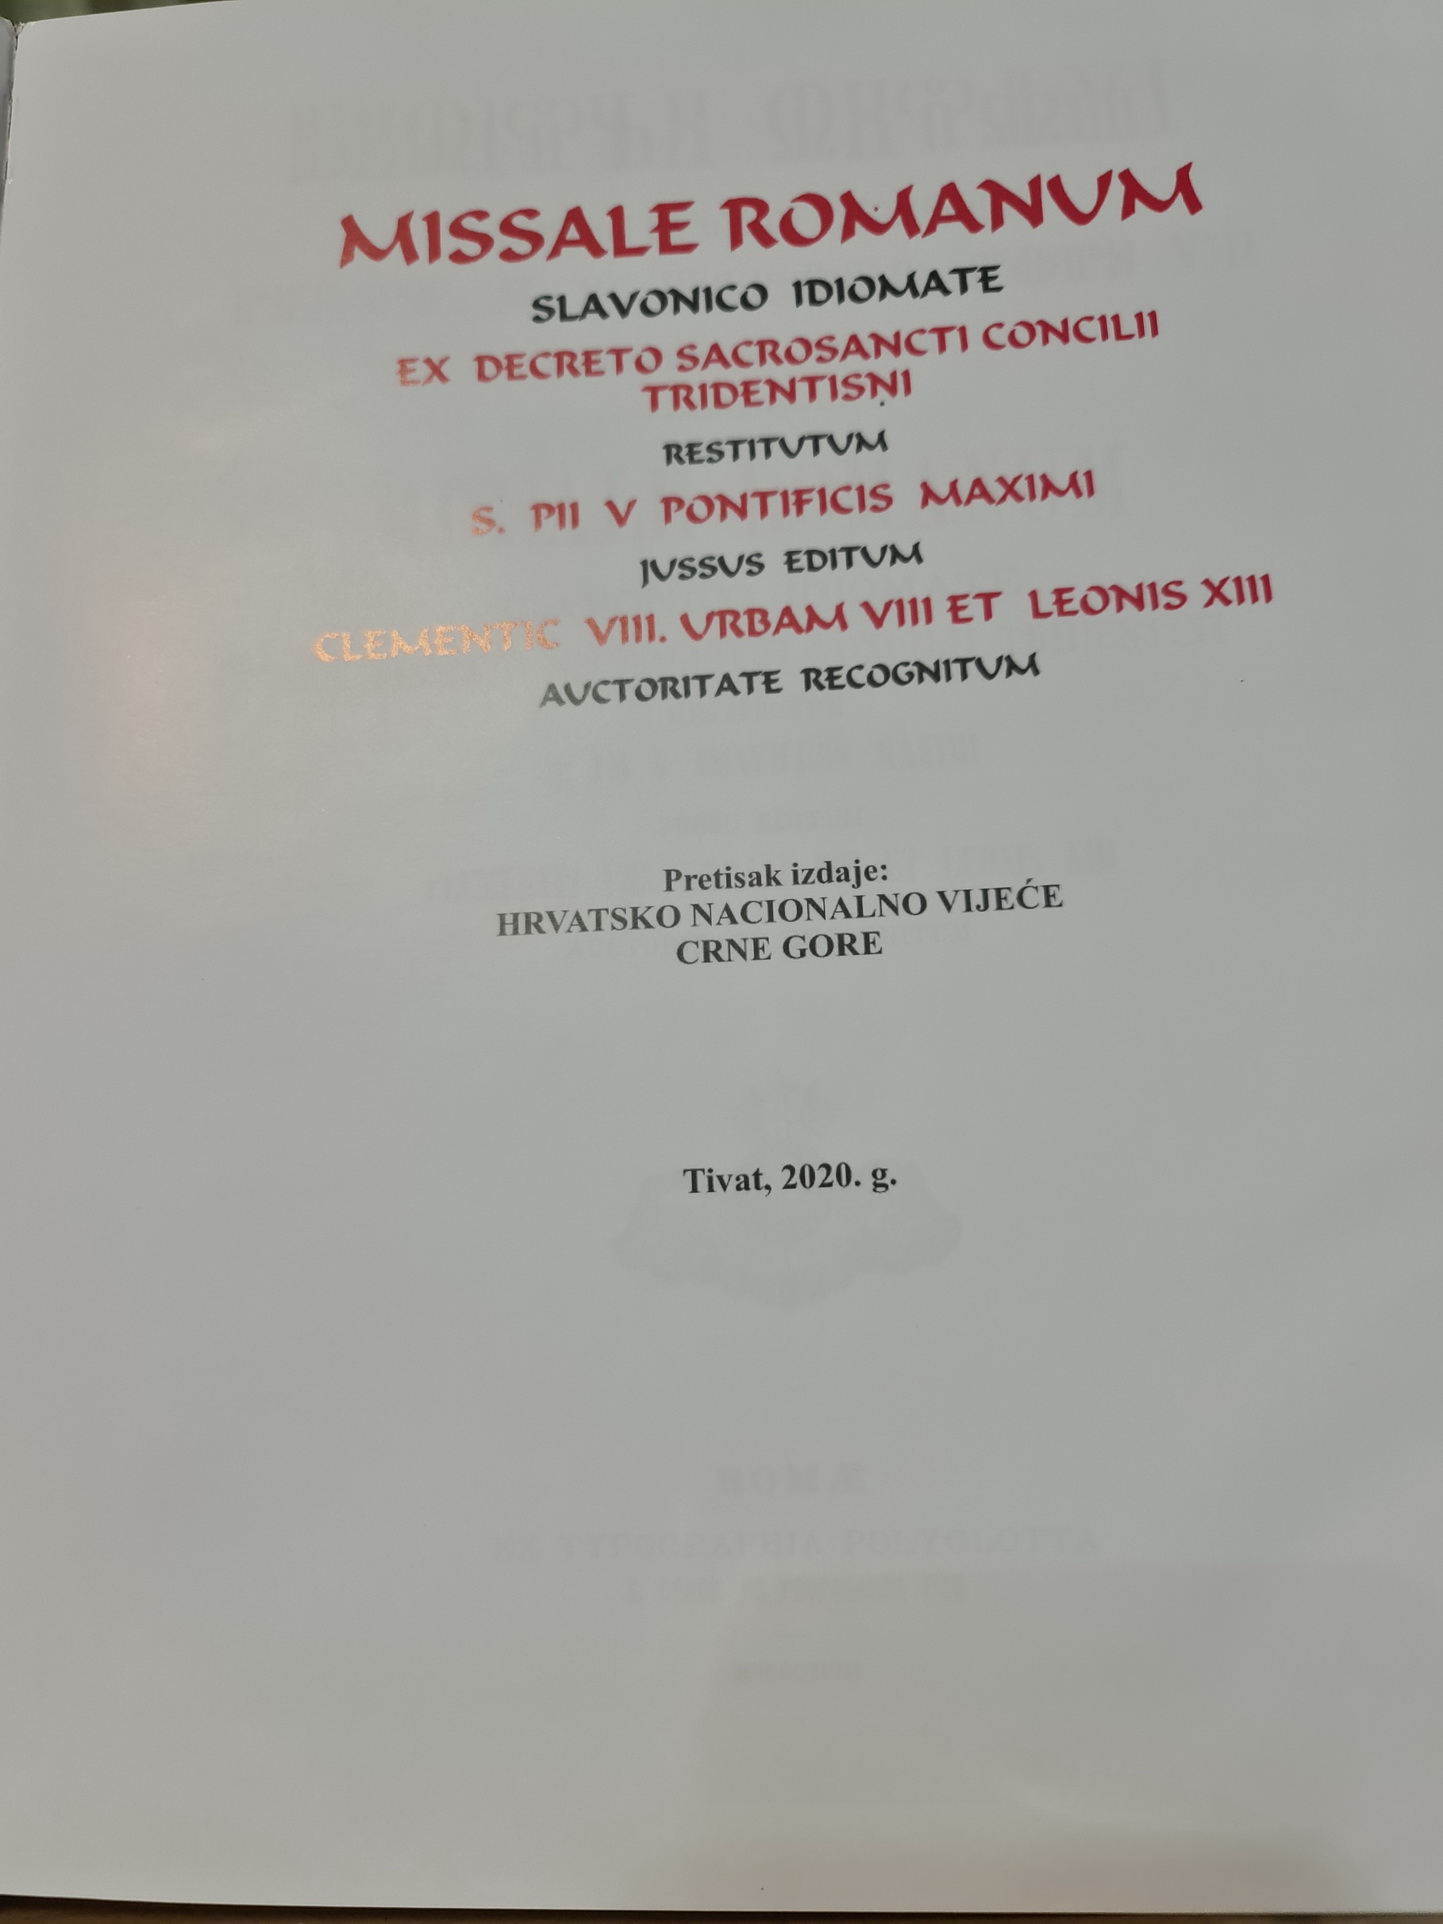 MISSALE ROMANUM
SLAVONICO IDIOMATE
EX DECRETO SACROSANCTI CONCILII
TRIDENTISNI
RESTITUTUM
S. PII V PONTIFICIS MAXIMI
JUSSUS EDITUM
CLEMENTIC VIII. URBAM VIII ET LEONIS XIII
AUCTORITATE RECOGNITUM
Pretisak izdaje:
HRVATSKO NACIONALNO VIJEĆE
CRNE GORE
Tivat, 2020. g.